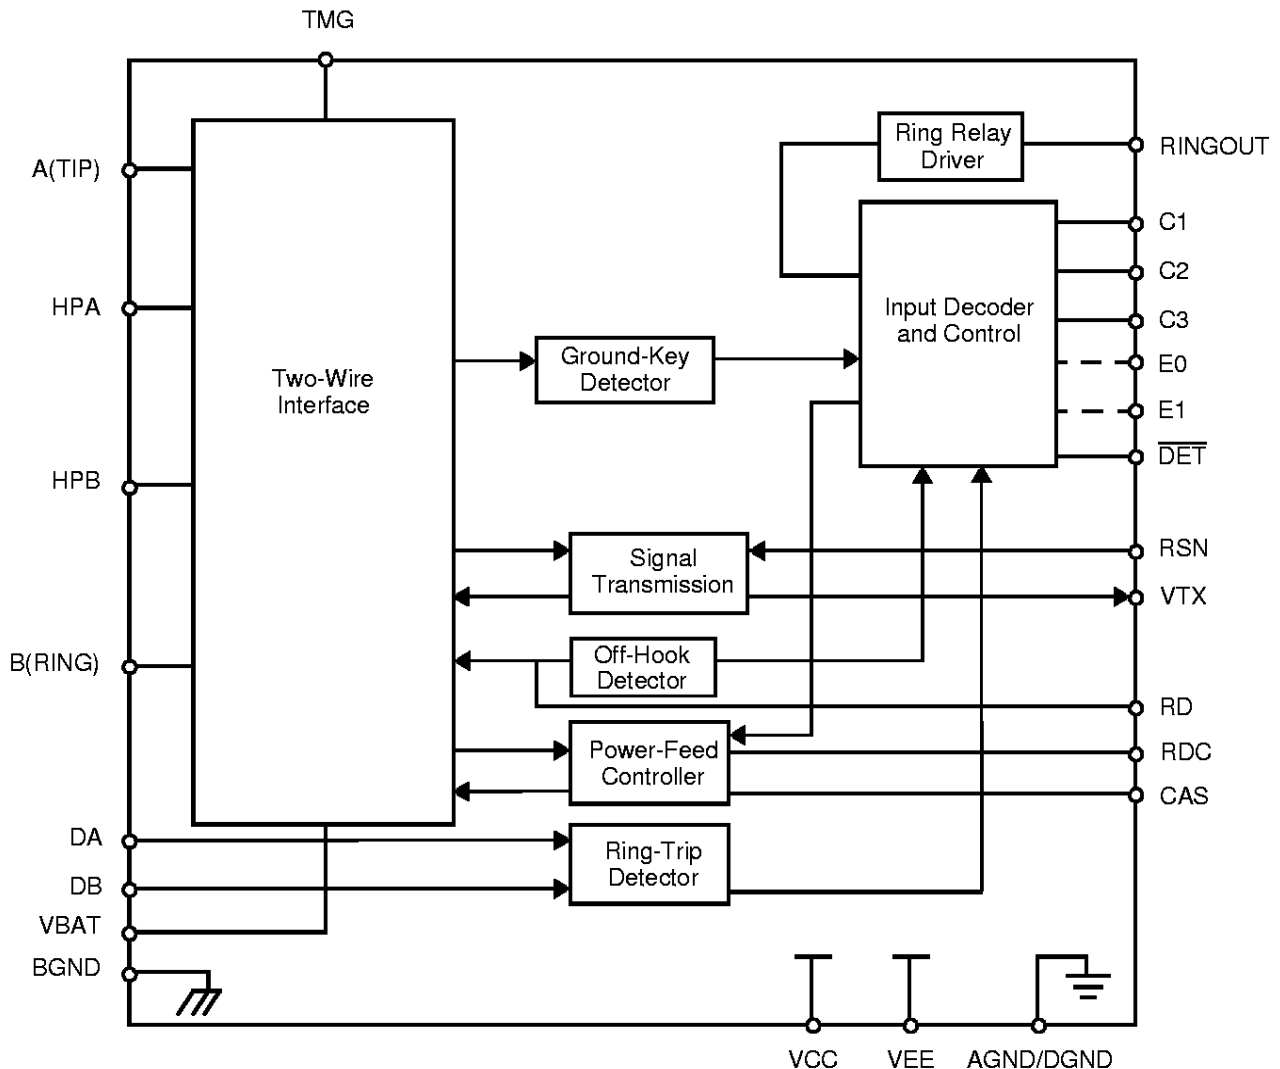 TMG
A(TIP)
HPA
HPB
B(RING)
DA
DB
VBAT
BGND
Two-Wire
Interface
Ground-Key
Detector
Signal
Transmission
Off-Hook
Detector
Power-Feed
Controller
Ring-Trip
Detector
Ring Relay
Driver
Input Decoder
and Control
RINGOUT
C1
C2
C3
E0
E1
DET
RSN
VTX
RD
RDC
CAS
VCC
VEE
AGND/DGND